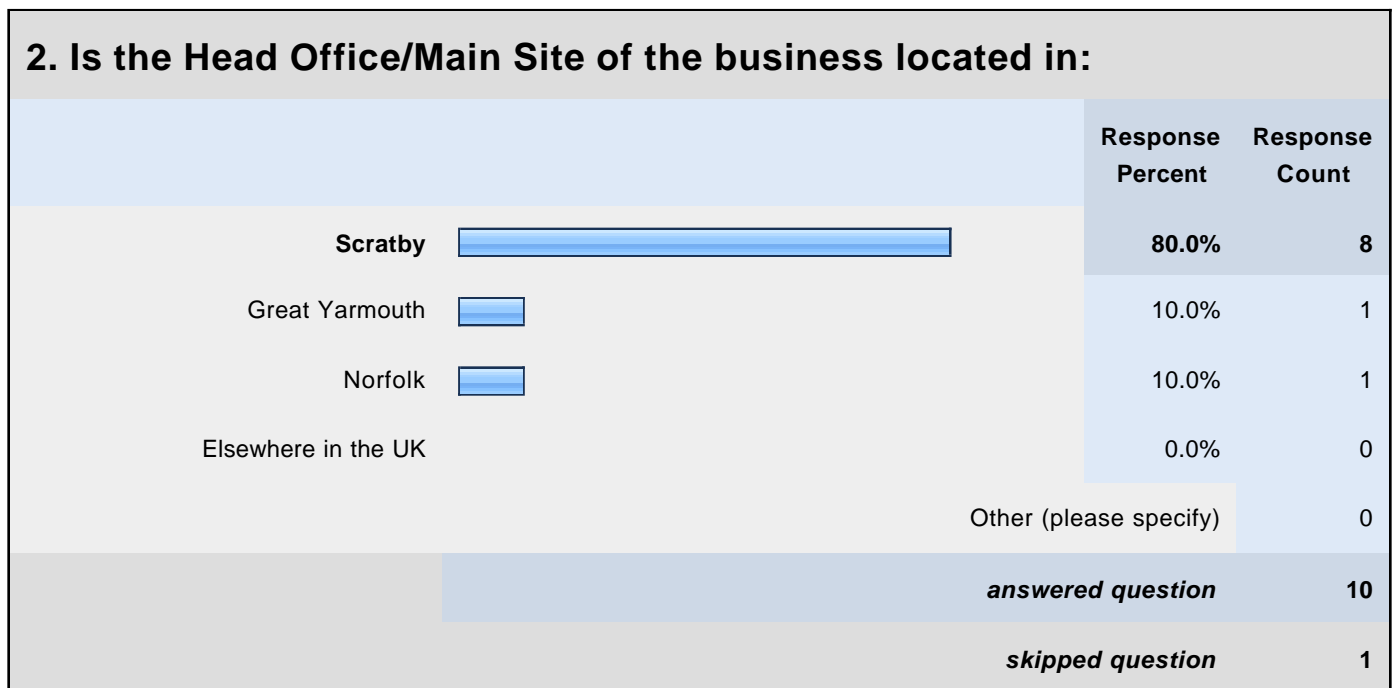 2. Is the Head Office/Main Site of the business located in:
Response Percent Response Count
Scratby 80.0% 8
Great Yarmouth 10.0% 1
Norfolk 10.0% 1
Elsewhere in the UK 0.0% 0
Other (please specify) 0
answered question 10
skipped question 1